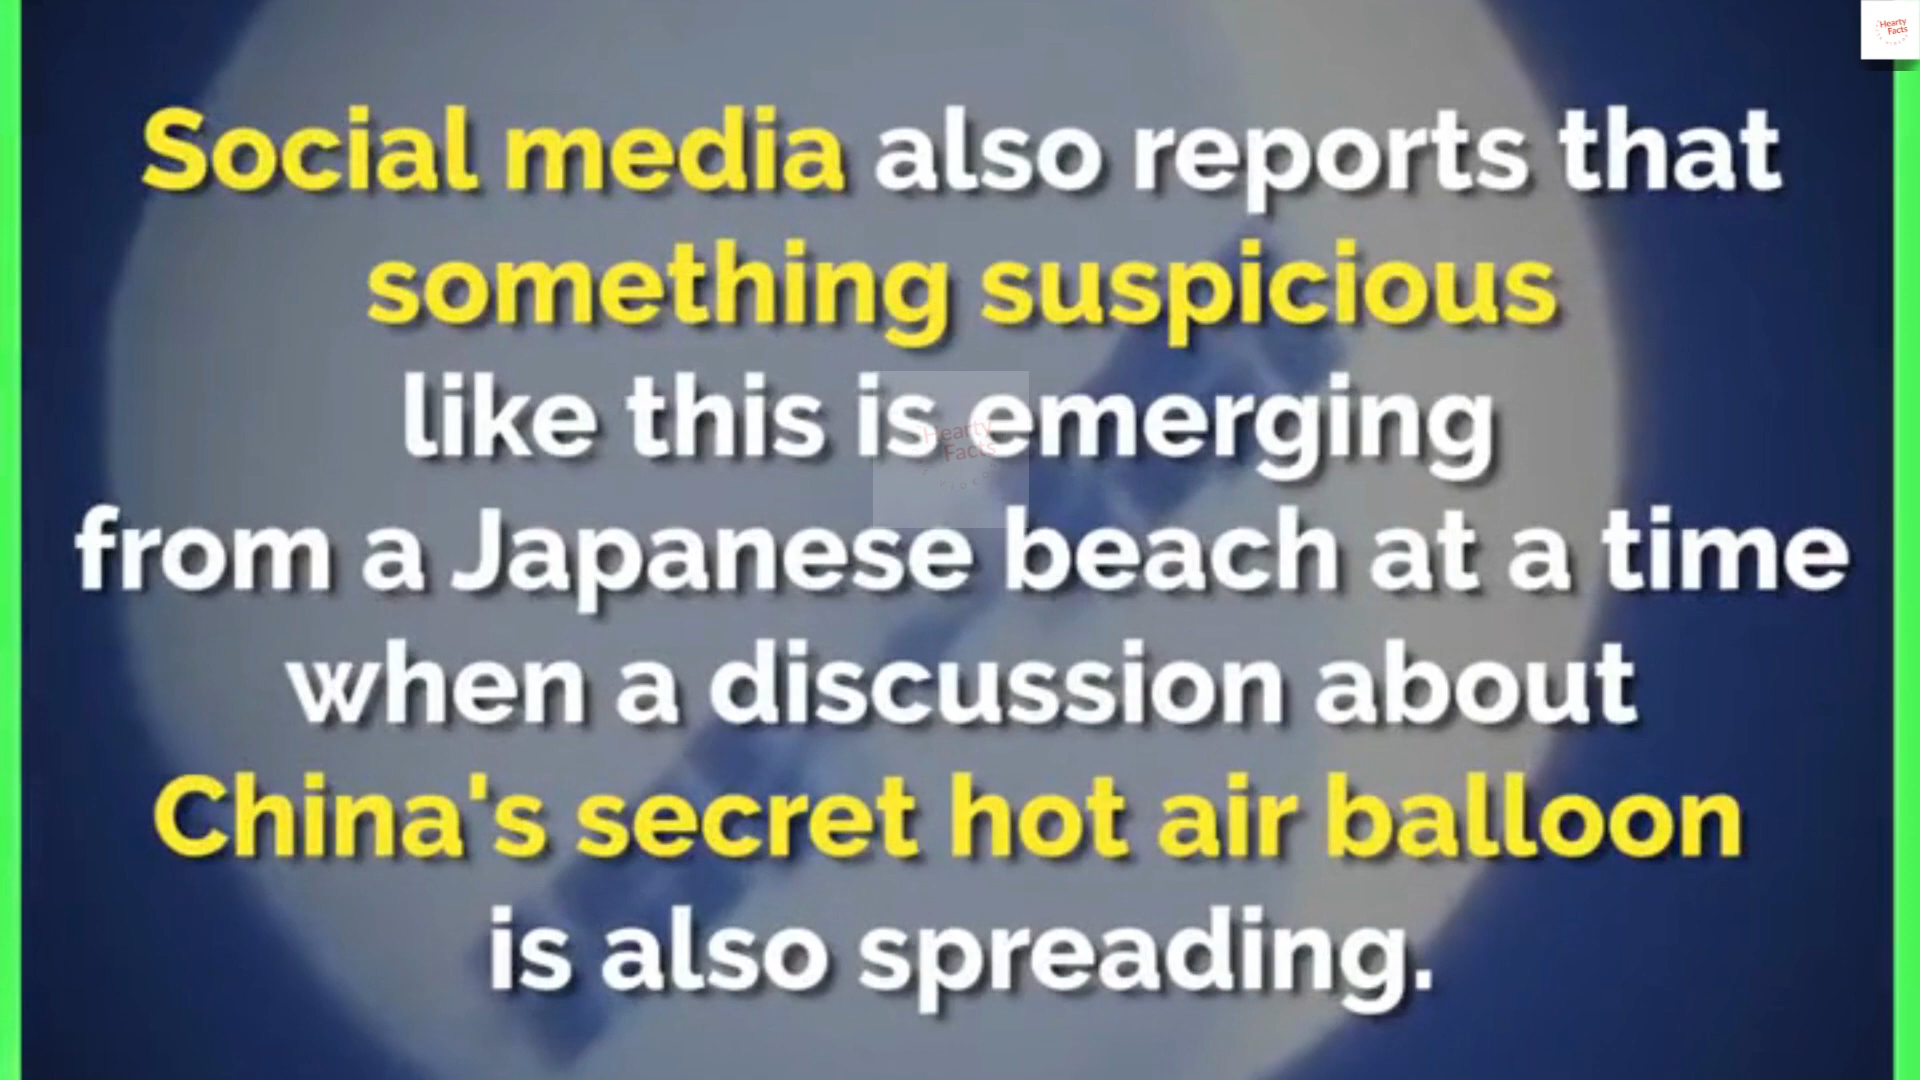 Hearty
Facts
Social media also reports that
something suspicious
like this is emerging
Hearty
Facts
from a Japanese beach at a time
when a discussion about
China's secret hot air balloon
is also spreading.